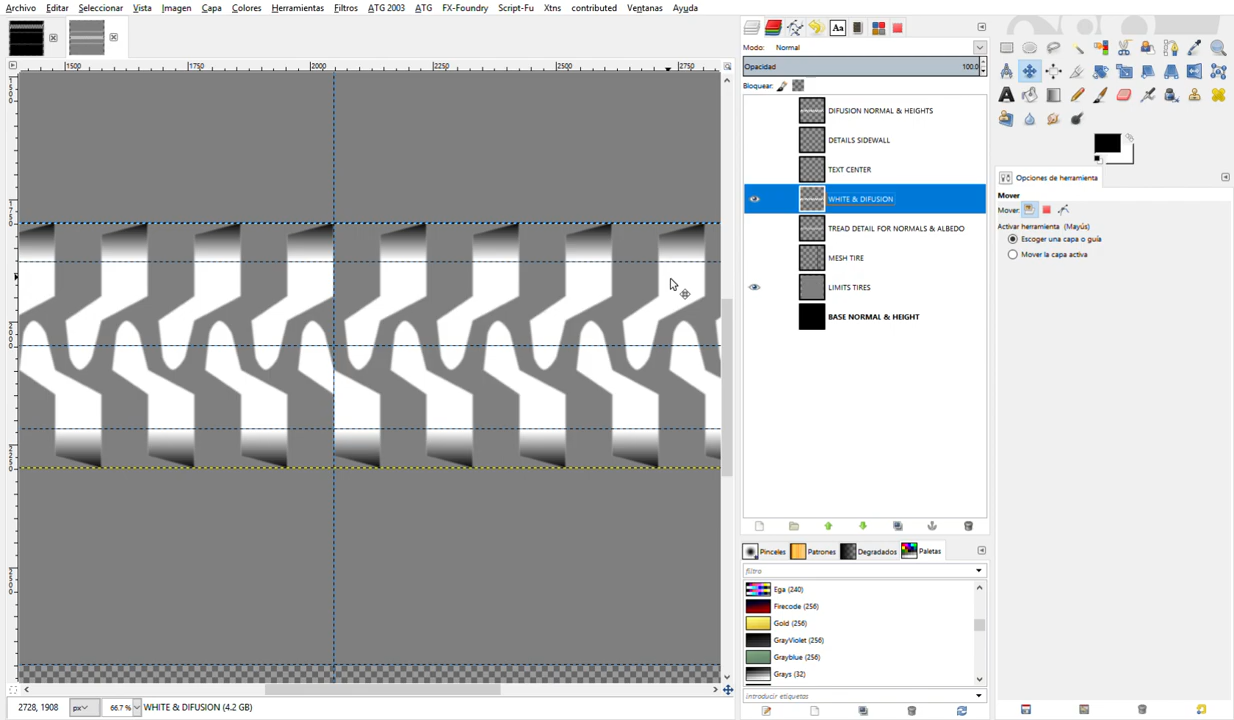 Archivo Editar Seleccionar Vista Imagen Capa Colores Herramientas Filtros ATG 2003 ATG FX-Foundry Script-Fu Xtns contributed Ventanas Ayuda
Modo: Normal
Opacidad 100.0
Bloquear:
1500 1750 2000 2250 2500 2750
DIFUSION NORMAL & HEIGHTS
DETAILS SIDEWALL
TEXT CENTER
WHITE & DIFUSION
TREAD DETAIL FOR NORMALS & ALBEDO
MESH TIRE
LIMITS TIRES
BASE NORMAL & HEIGHT
Opciones de herramienta
Mover
Mover:
Activar herramienta (Mayús)
Escoger una capa o guía
Mover la capa activa
Pinceles Patrones Degradados Paletas
filtro
Ega (240)
Firecode (256)
Gold (256)
GrayViolet (256)
Grayblue (256)
Grays (32)
introducir etiquetas
2728, 1908 px 66.7 % WHITE & DIFUSION (4.2 GB)